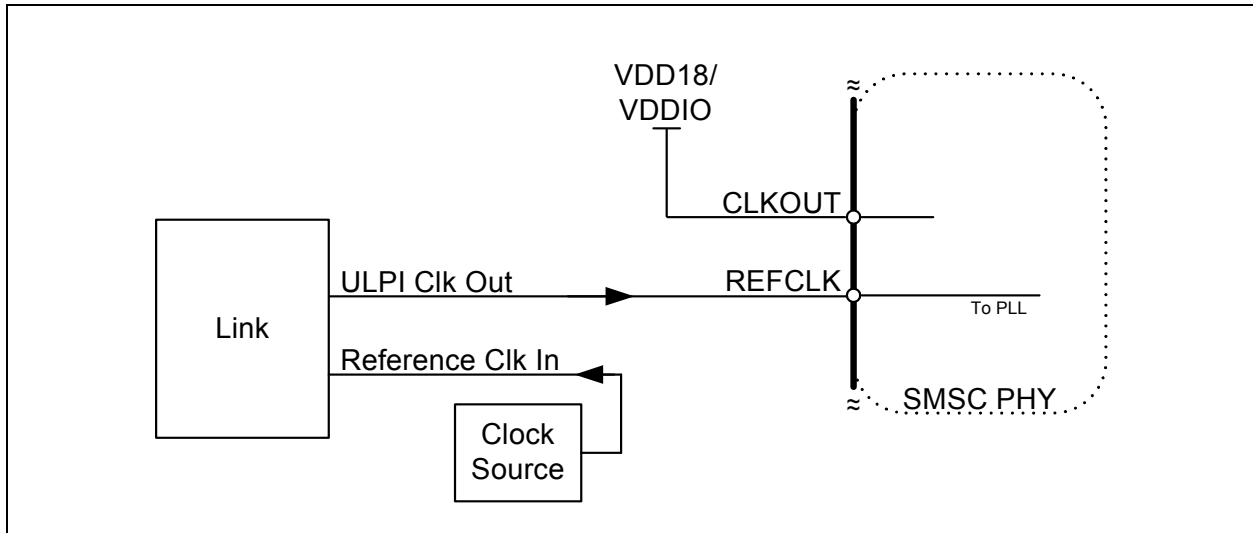 VDD18/
VDDIO
CLKOUT
ULPI Clk Out
REFCLK
To PLL
Link
Reference Clk In
SMSC PHY
Clock
Source